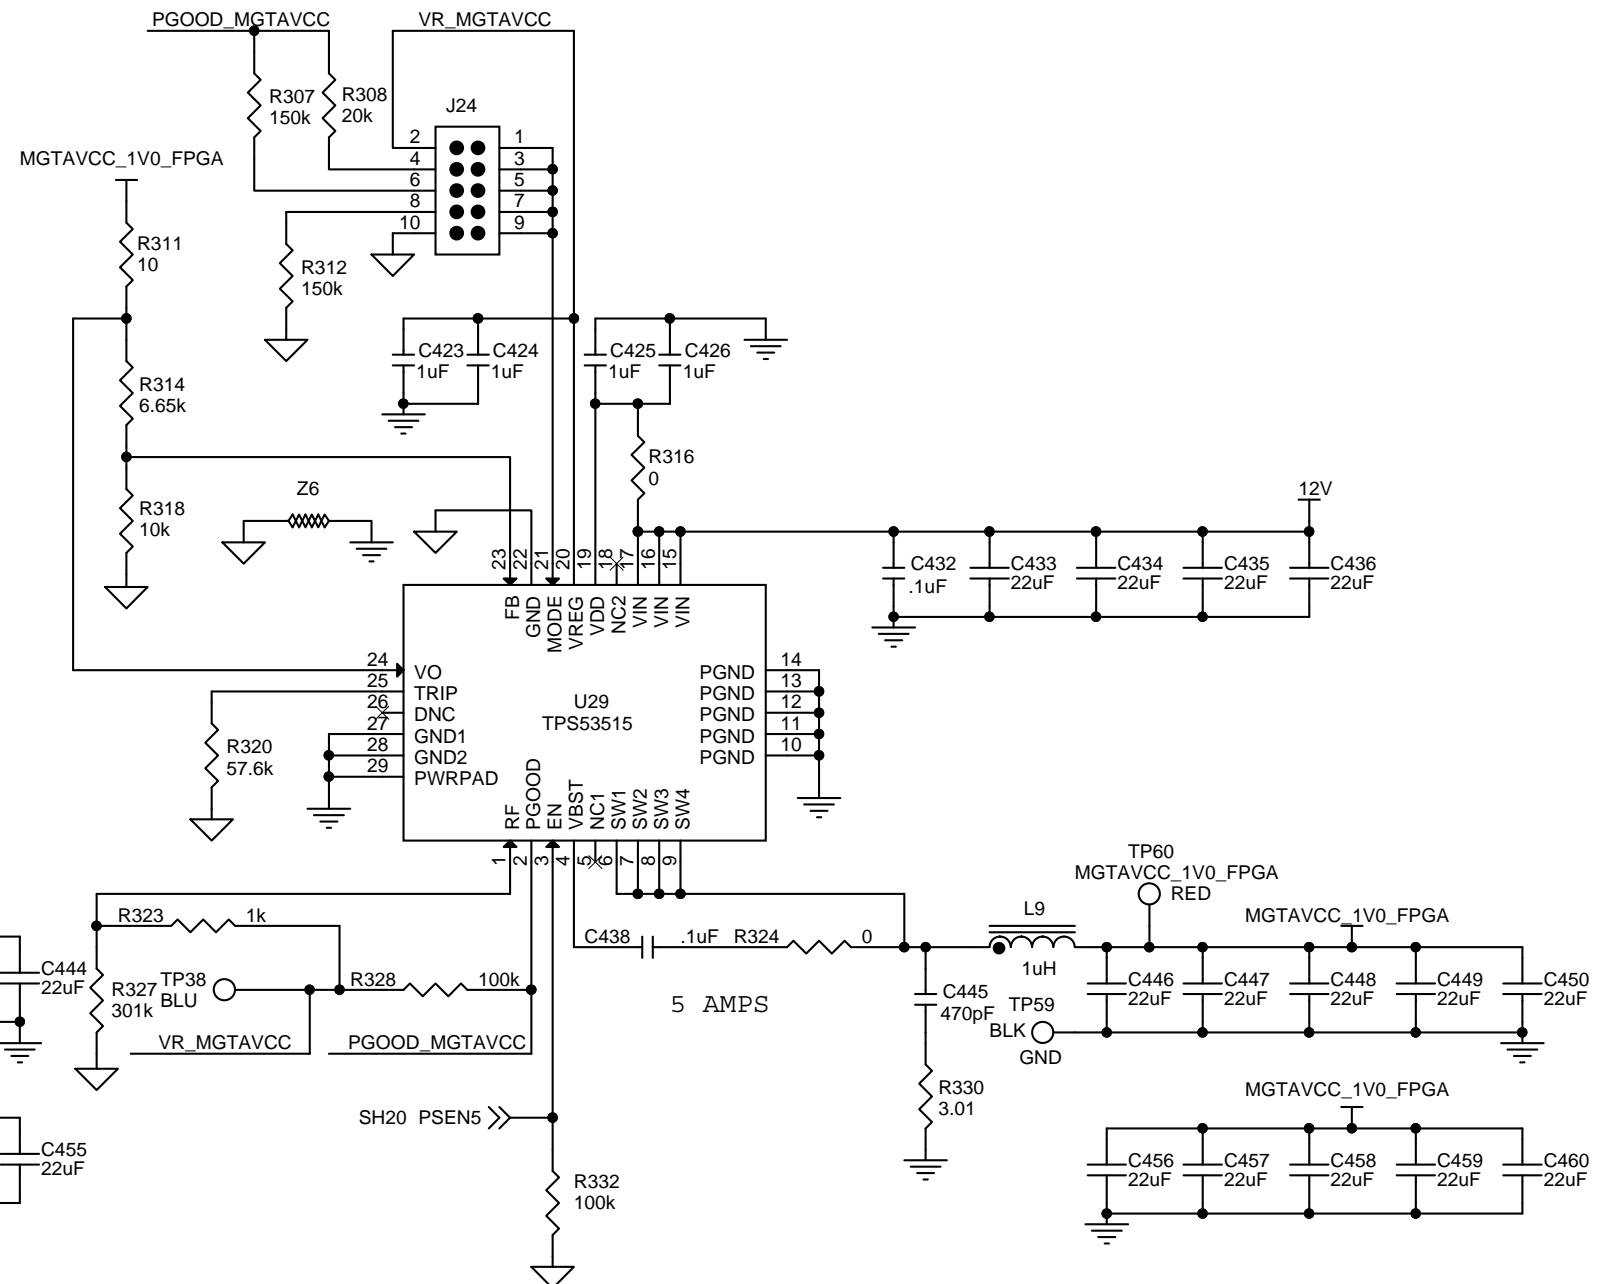 PGOOD_MGTAVCC
VR_MGTAVCC
R307
150k
R308
20k
J24
2
4
6
8
10
1
3
5
7
9
MGTAVCC_1V0_FPGA
R311
10
R312
150k
C423
1uF
C424
1uF
C425
1uF
C426
1uF
R314
6.65k
R316
0
R318
10k
Z6
12V
C432
.1uF
C433
22uF
C434
22uF
C435
22uF
C436
22uF
23
22
21
20
19
18
17
16
15
FB
GND
MODE
VREG
VDD
NC2
VIN
VIN
VIN
24
25
26
27
28
29
VO
TRIP
DNC
GND1
GND2
PWRPAD
U29
TPS53515
PGND
PGND
PGND
PGND
PGND
14
13
12
11
10
R320
57.6k
RF
PGOOD
EN
VBST
NC1
SW1
SW2
SW3
SW4
1
2
3
4
5
6
7
8
9
R323
1k
C438
.1uF
R324
0
L9
1uH
TP60
MGTAVCC_1V0_FPGA
RED
MGTAVCC_1V0_FPGA
C444
22uF
R327
301k
TP38
BLU
R328
100k
VR_MGTAVCC
PGOOD_MGTAVCC
5 AMPS
C445
470pF
TP59
BLK
GND
C446
22uF
C447
22uF
C448
22uF
C449
22uF
C450
22uF
R330
3.01
SH20 PSEN5
R332
100k
C455
22uF
MGTAVCC_1V0_FPGA
C456
22uF
C457
22uF
C458
22uF
C459
22uF
C460
22uF